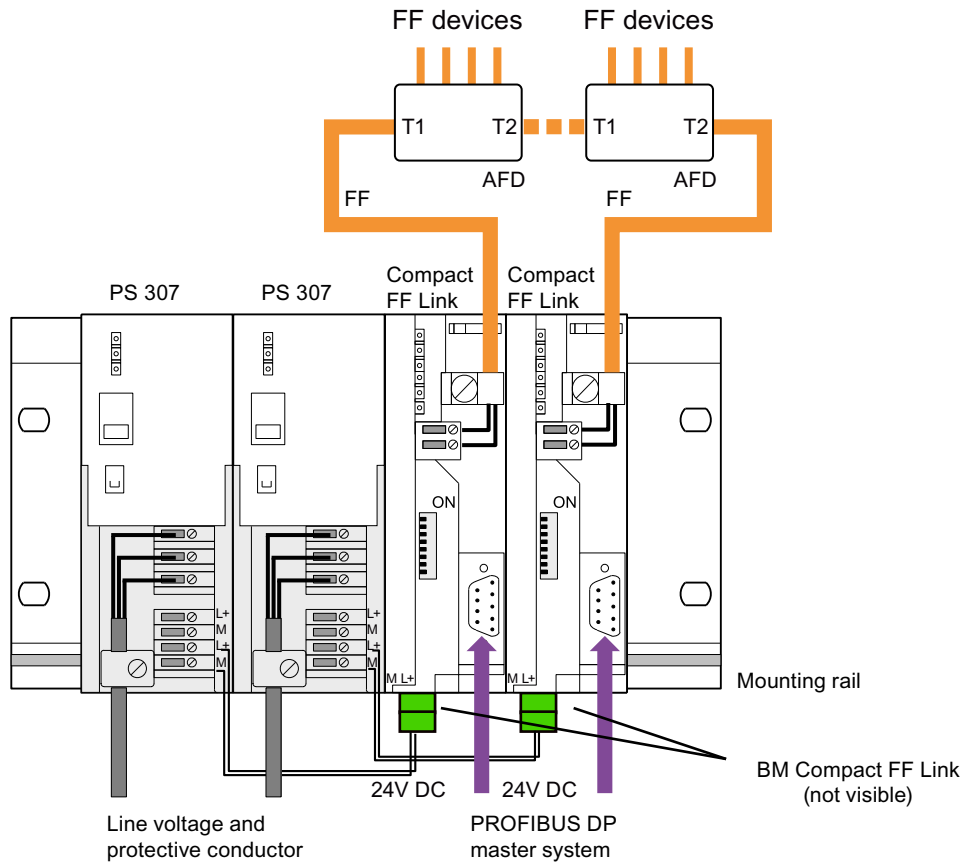 FF devices
FF devices
T1
T2
T1
T2
AFD
AFD
FF
FF
Compact
FF Link
Compact
FF Link
PS 307
PS 307
ON
ON
L+
M
L+
M
L+
M
L+
M
M L+
M L+
Mounting rail
24V DC
24V DC
BM Compact FF Link
(not visible)
Line voltage and
protective conductor
PROFIBUS DP
master system